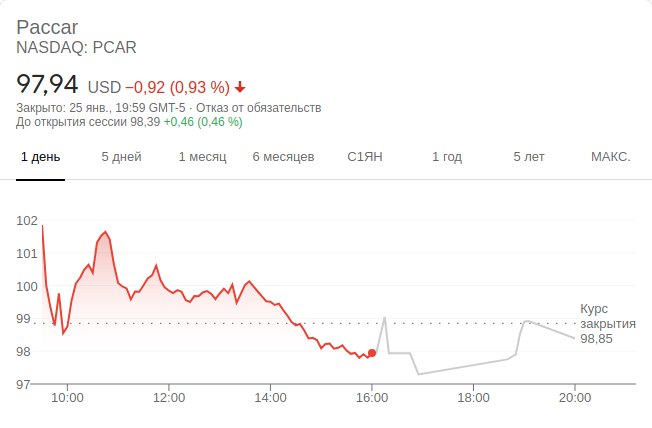 Paccar
NASDAQ: PCAR
97,94 USD −0,92 (0,93 %)
Закрыто: 25 янв., 19:59 GMT-5 · Отказ от обязательств
До открытия сессии 98,39 +0,46 (0,46 %)
1 день 5 дней 1 месяц 6 месяцев С1ЯН 1 год 5 лет МАКС.
102
101
100
99
98
97
Курс
закрытия
98,85
10:00 12:00 14:00 16:00 18:00 20:00